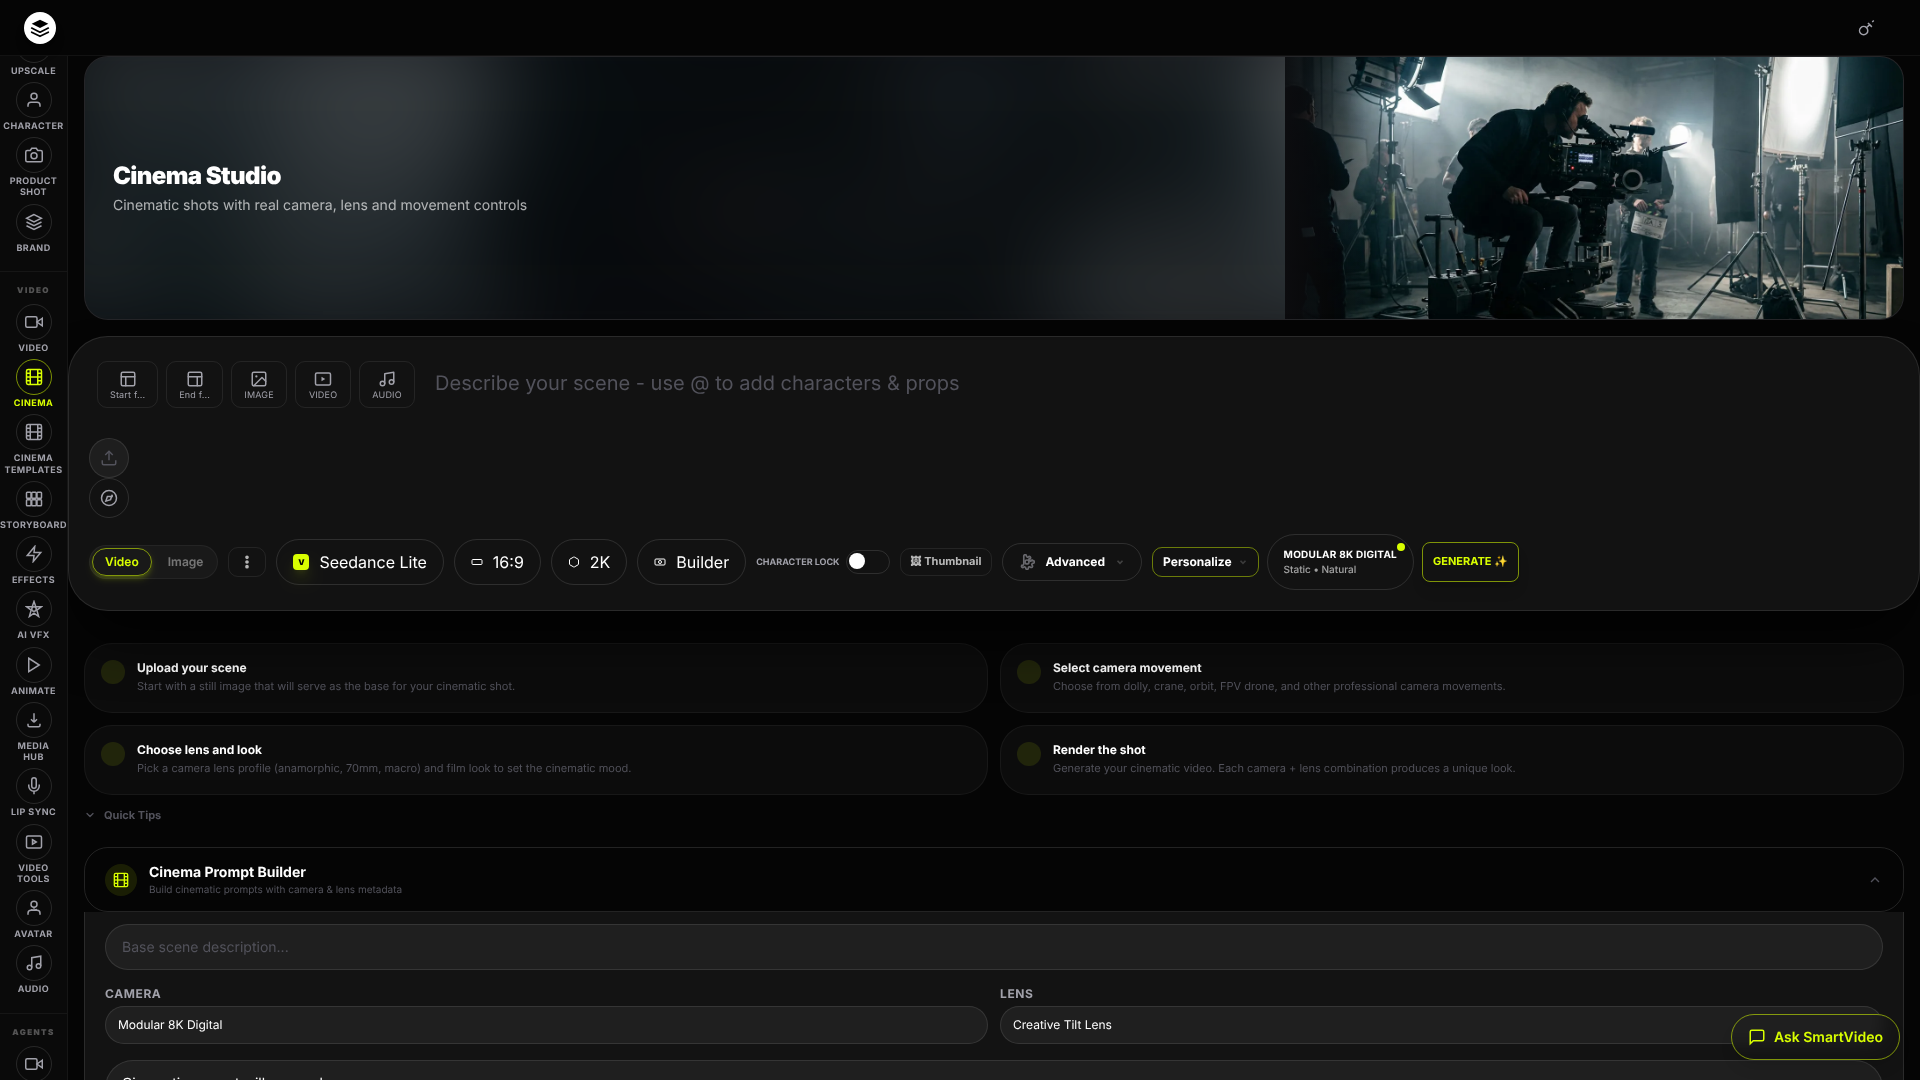 UPSCALE
CHARACTER
PRODUCT
SHOT
BRAND
VIDEO
VIDEO
CINEMA
CINEMA
TEMPLATES
STORYBOARD
EFFECTS
AI VFX
ANIMATE
MEDIA
HUB
LIP SYNC
VIDEO
TOOLS
AVATAR
AUDIO
AGENTS
Cinema Studio
Cinematic shots with real camera, lens and movement controls
Start f...
End f...
IMAGE
VIDEO
AUDIO
Describe your scene - use @ to add characters & props
Video
Image
v
Seedance Lite
16:9
2K
Builder
CHARACTER LOCK
🖼 Thumbnail
Advanced
Personalize
MODULAR 8K DIGITAL
Static • Natural
GENERATE ✨
Upload your scene
Start with a still image that will serve as the base for your cinematic shot.
Select camera movement
Choose from dolly, crane, orbit, FPV drone, and other professional camera movements.
Choose lens and look
Pick a camera lens profile (anamorphic, 70mm, macro) and film look to set the cinematic mood.
Render the shot
Generate your cinematic video. Each camera + lens combination produces a unique look.
Quick Tips
Cinema Prompt Builder
Build cinematic prompts with camera & lens metadata
Base scene description...
CAMERA
Modular 8K Digital
LENS
Creative Tilt Lens
Ask SmartVideo